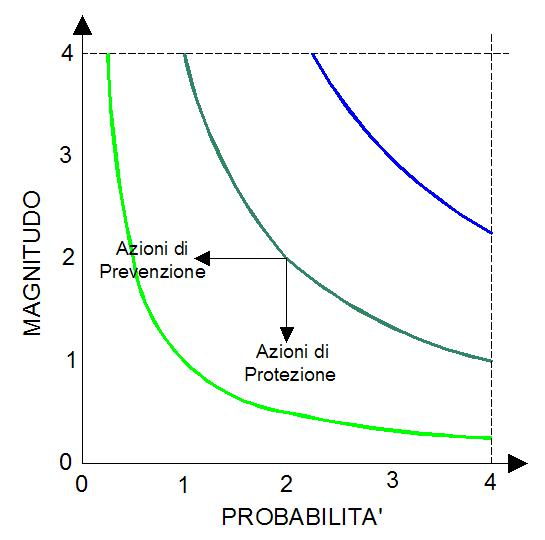 4
3
MAGNITUDO
Azioni di
Prevenzione
2
Azioni di
Protezione
1
0
0 1 2 3 4
PROBABILITA'